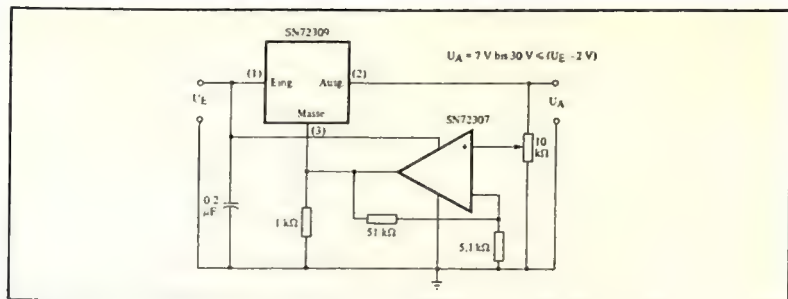 SN72309
U_A = 7 V bis 30 V ≤ (U_E - 2 V)
(1) Eing Ausg. (2)
U_E
Masse
(3)
SN72307
U_A
+
10
kΩ
0.2
µF
1 kΩ
51 kΩ
5,1 kΩ